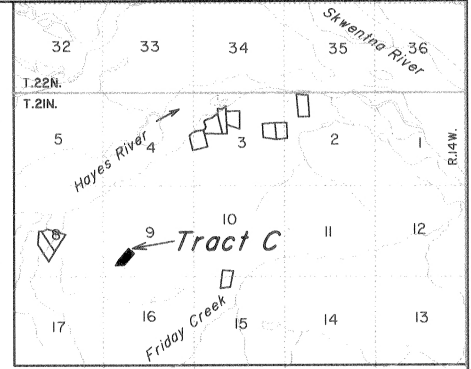 32 33 34 35 36
Skwentna River
T.22N.
T.21N.
5 4 3 2 1
Hayes River
R.14W.
8 9 10 11 12
Tract C
17 16 15 14 13
Friday Creek